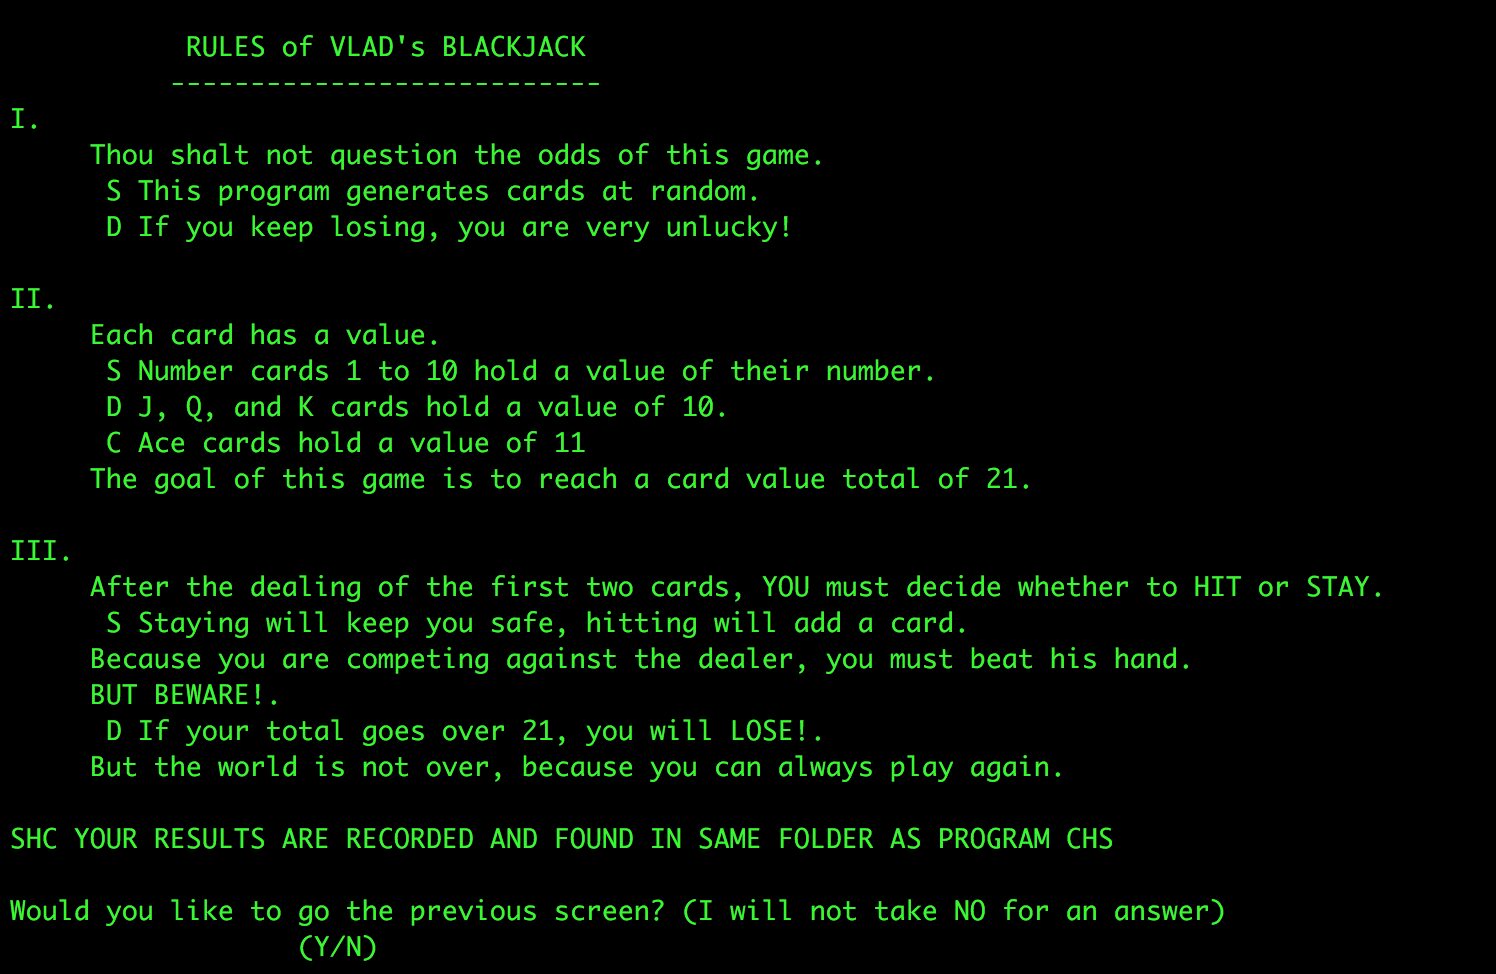 RULES of VLAD's BLACKJACK
---------------------------
I.
Thou shalt not question the odds of this game.
S This program generates cards at random.
D If you keep losing, you are very unlucky!
II.
Each card has a value.
S Number cards 1 to 10 hold a value of their number.
D J, Q, and K cards hold a value of 10.
C Ace cards hold a value of 11
The goal of this game is to reach a card value total of 21.
III.
After the dealing of the first two cards, YOU must decide whether to HIT or STAY.
S Staying will keep you safe, hitting will add a card.
Because you are competing against the dealer, you must beat his hand.
BUT BEWARE!.
D If your total goes over 21, you will LOSE!.
But the world is not over, because you can always play again.
SHC YOUR RESULTS ARE RECORDED AND FOUND IN SAME FOLDER AS PROGRAM CHS
Would you like to go the previous screen? (I will not take NO for an answer)
(Y/N)